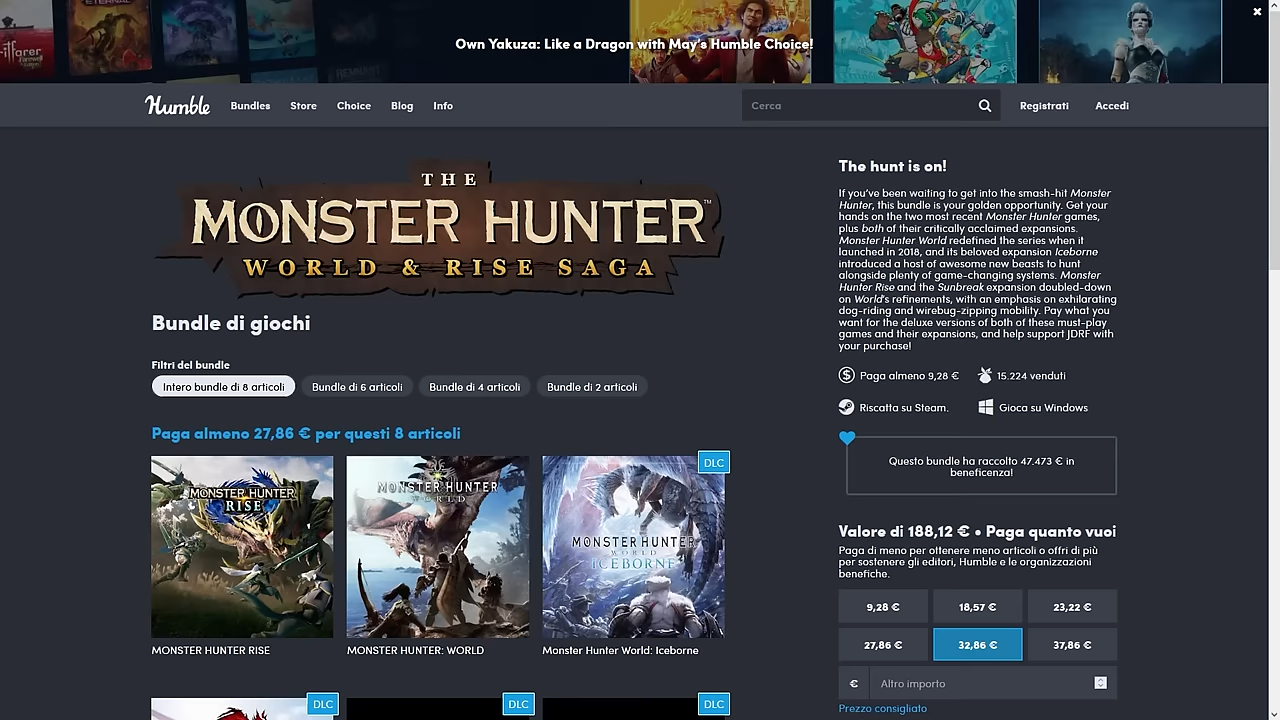 Own Yakuza: Like a Dragon with May's Humble Choice!
Humble
Bundles
Store
Choice
Blog
Info
Cerca
Registrati
Accedi
THE
MONSTER HUNTER™
WORLD & RISE SAGA
Bundle di giochi
Filtri del bundle
Intero bundle di 8 articoli
Bundle di 6 articoli
Bundle di 4 articoli
Bundle di 2 articoli
Paga almeno 27,86 € per questi 8 articoli
MONSTER HUNTER
RISE
MONSTER HUNTER
WORLD
DLC
MONSTER HUNTER
WORLD
ICEBORNE
MONSTER HUNTER RISE
MONSTER HUNTER: WORLD
Monster Hunter World: Iceborne
DLC
DLC
DLC
The hunt is on!
If you've been waiting to get into the smash-hit Monster
Hunter, this bundle is your golden opportunity. Get your
hands on the two most recent Monster Hunter games,
plus both of their critically acclaimed expansions.
Monster Hunter World redefined the series when it
launched in 2018, and its beloved expansion Iceborne
introduced a host of awesome new beasts to hunt
alongside plenty of game-changing systems. Monster
Hunter Rise and the Sunbreak expansion doubled-down
on World's refinements, with an emphasis on exhilarating
dog-riding and wirebug-zipping mobility. Pay what you
want for the deluxe versions of both of these must-play
games and their expansions, and help support JDRF with
your purchase!
Paga almeno 9,28 €
15.224 venduti
Riscatta su Steam.
Gioca su Windows
Questo bundle ha raccolto 47.473 € in
beneficenza!
Valore di 188,12 € • Paga quanto vuoi
Paga di meno per ottenere meno articoli o offri di più
per sostenere gli editori, Humble e le organizzazioni
benefiche.
9,28 €
18,57 €
23,22 €
27,86 €
32,86 €
37,86 €
€
Altro importo
Prezzo consigliato